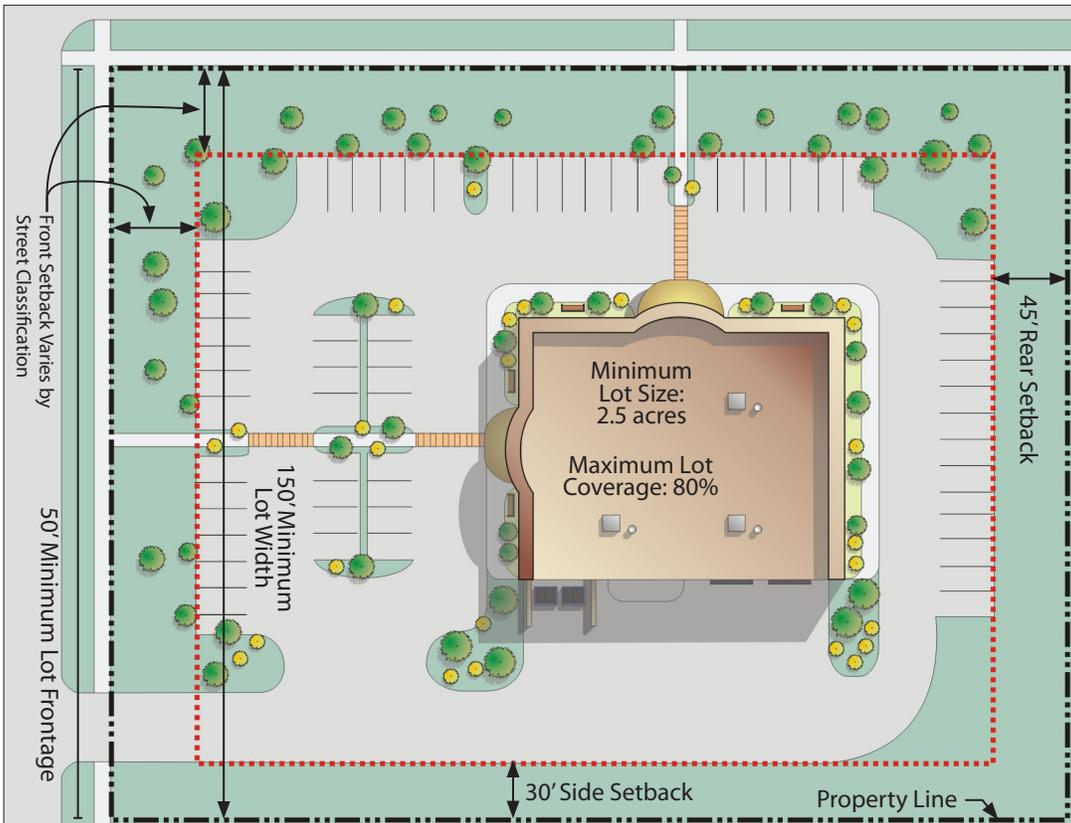 Front Setback Varies by
Street Classification
50' Minimum Lot Frontage
150' Minimum
Lot Width
Minimum
Lot Size:
2.5 acres
Maximum Lot
Coverage: 80%
45' Rear Setback
30' Side Setback
Property Line